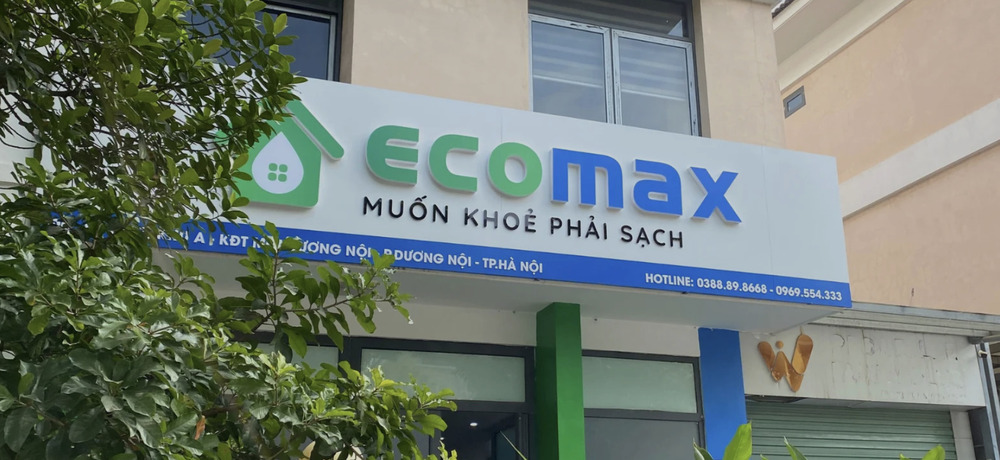 ecomax
MUỐN KHOẺ PHẢI SẠCH
A, KĐT DƯƠNG NỘI - P.DƯƠNG NỘI - TP.HÀ NỘI
HOTLINE: 0388.89.8668 - 0969.554.333